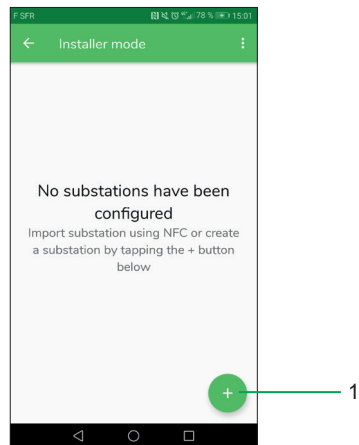 F SFR 78 % 15:01
Installer mode
No substations have been
configured
Import substation using NFC or create
a substation by tapping the + button
below
+
1